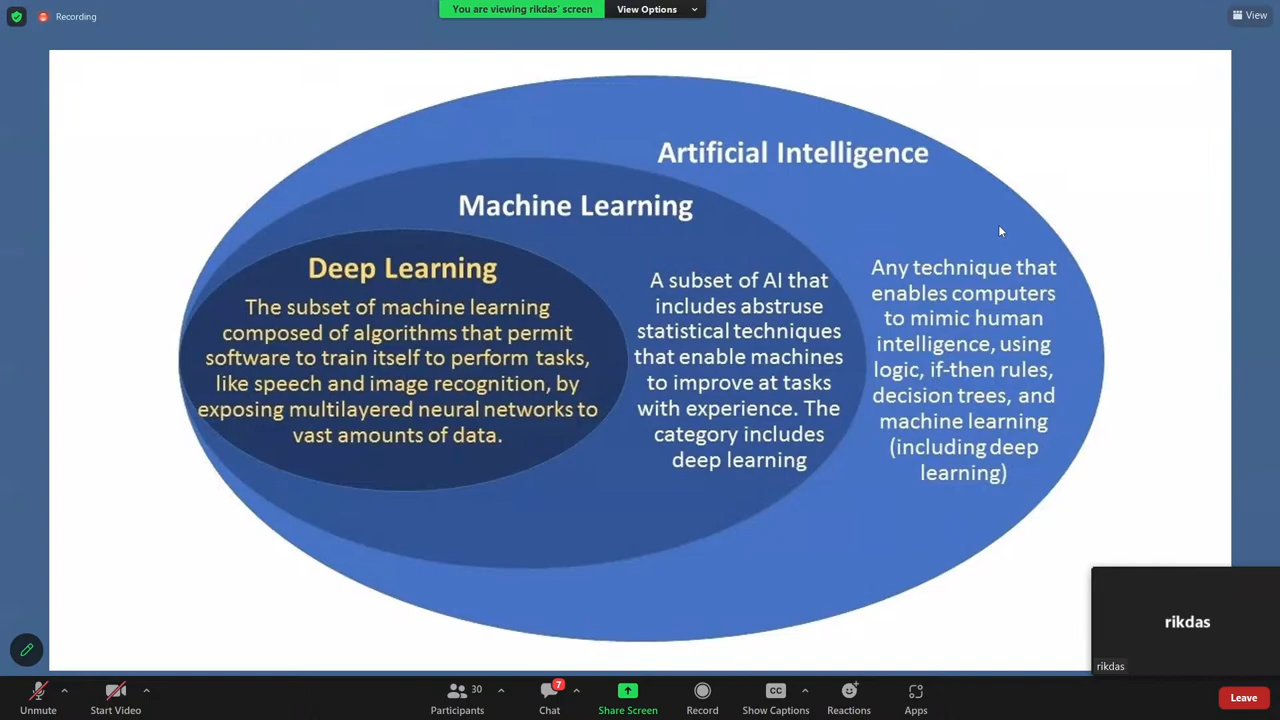 Recording
You are viewing rikdas' screen
View Options
View
Artificial Intelligence
Machine Learning
Deep Learning
The subset of machine learning
composed of algorithms that permit
software to train itself to perform tasks,
like speech and image recognition, by
exposing multilayered neural networks to
vast amounts of data.
A subset of AI that
includes abstruse
statistical techniques
that enable machines
to improve at tasks
with experience. The
category includes
deep learning
Any technique that
enables computers
to mimic human
intelligence, using
logic, if-then rules,
decision trees, and
machine learning
(including deep
learning)
rikdas
rikdas
Unmute
Start Video
30
Participants
7
Chat
Share Screen
Record
CC
Show Captions
Reactions
Apps
Leave